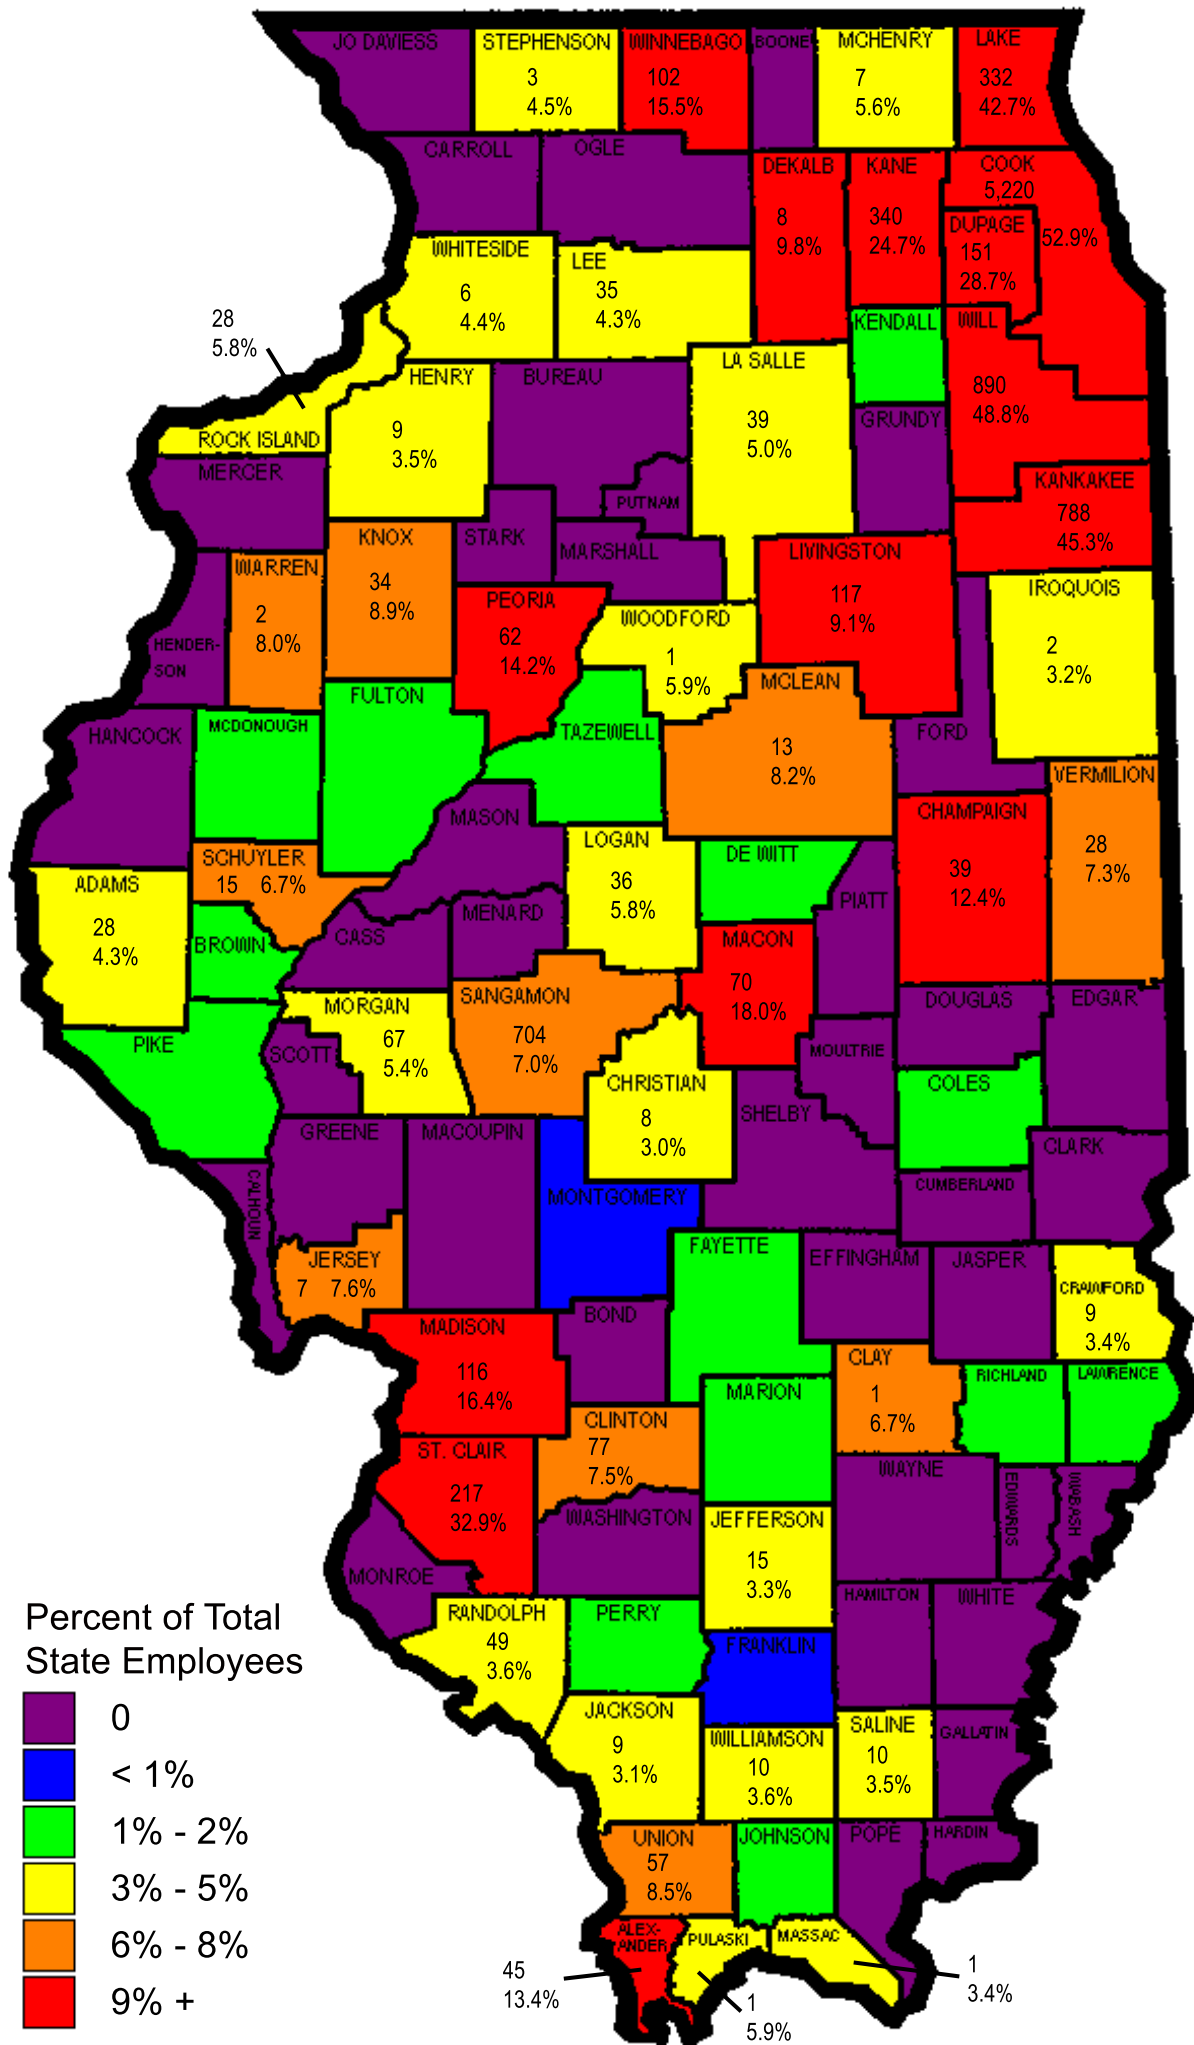 JO DAVIESS
STEPHENSON
3
4.5%
WINNEBAGO
102
15.5%
BOONE
MCHENRY
7
5.6%
LAKE
332
42.7%
CARROLL
OGLE
DEKALB
8
9.8%
KANE
340
24.7%
COOK
5,220
52.9%
DUPAGE
151
28.7%
WHITESIDE
6
4.4%
LEE
35
4.3%
28
5.8%
ROCK ISLAND
HENRY
9
3.5%
BUREAU
LA SALLE
39
5.0%
KENDALL
WILL
890
48.8%
GRUNDY
MERCER
PUTNAM
KANKAKEE
788
45.3%
KNOX
34
8.9%
STARK
MARSHALL
LIVINGSTON
117
9.1%
WARREN
2
8.0%
HENDER-
SON
PEORIA
62
14.2%
WOODFORD
1
5.9%
IROQUOIS
2
3.2%
FULTON
MCLEAN
13
8.2%
HANCOCK
MCDONOUGH
TAZEWELL
FORD
VERMILION
28
7.3%
MASON
CHAMPAIGN
39
12.4%
SCHUYLER
15 6.7%
LOGAN
36
5.8%
DE WITT
PIATT
ADAMS
28
4.3%
BROWN
CASS
MENARD
MACON
70
18.0%
MORGAN
67
5.4%
SANGAMON
704
7.0%
DOUGLAS
EDGAR
PIKE
SCOTT
MOULTRIE
CHRISTIAN
8
3.0%
COLES
SHELBY
GREENE
MACOUPIN
CLARK
CALHOUN
MONTGOMERY
CUMBERLAND
JERSEY
7 7.6%
FAYETTE
EFFINGHAM
JASPER
CRAWFORD
9
3.4%
MADISON
116
16.4%
BOND
CLAY
1
6.7%
RICHLAND
LAWRENCE
MARION
CLINTON
77
7.5%
ST. CLAIR
217
32.9%
WAYNE
EDWARDS
WABASH
WASHINGTON
JEFFERSON
15
3.3%
MONROE
HAMILTON
WHITE
RANDOLPH
49
3.6%
PERRY
FRANKLIN
JACKSON
9
3.1%
WILLIAMSON
10
3.6%
SALINE
10
3.5%
GALLATIN
UNION
57
8.5%
JOHNSON
POPE
HARDIN
ALEX-
ANDER
45
13.4%
PULASKI
1
5.9%
MASSAC
1
3.4%
Percent of Total
State Employees
0
< 1%
1% - 2%
3% - 5%
6% - 8%
9% +